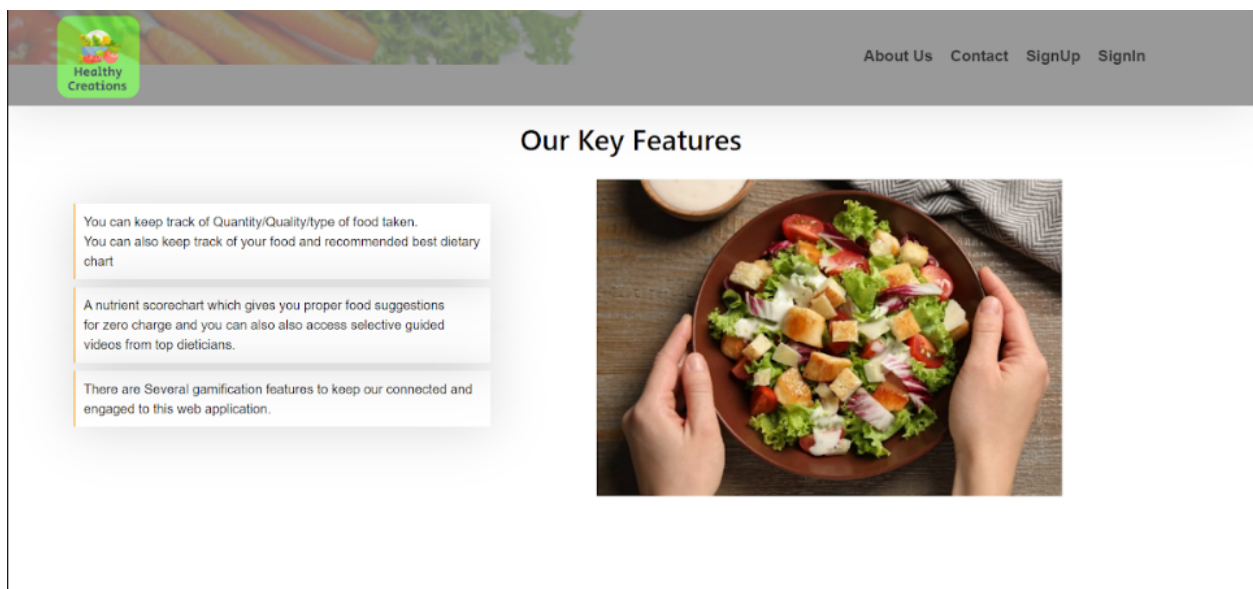 Healthy
Creations
About Us Contact SignUp SignIn
Our Key Features
You can keep track of Quantity/Quality/type of food taken.
You can also keep track of your food and recommended best dietary
chart
A nutrient scorechart which gives you proper food suggestions
for zero charge and you can also also access selective guided
videos from top dieticians.
There are Several gamification features to keep our connected and
engaged to this web application.